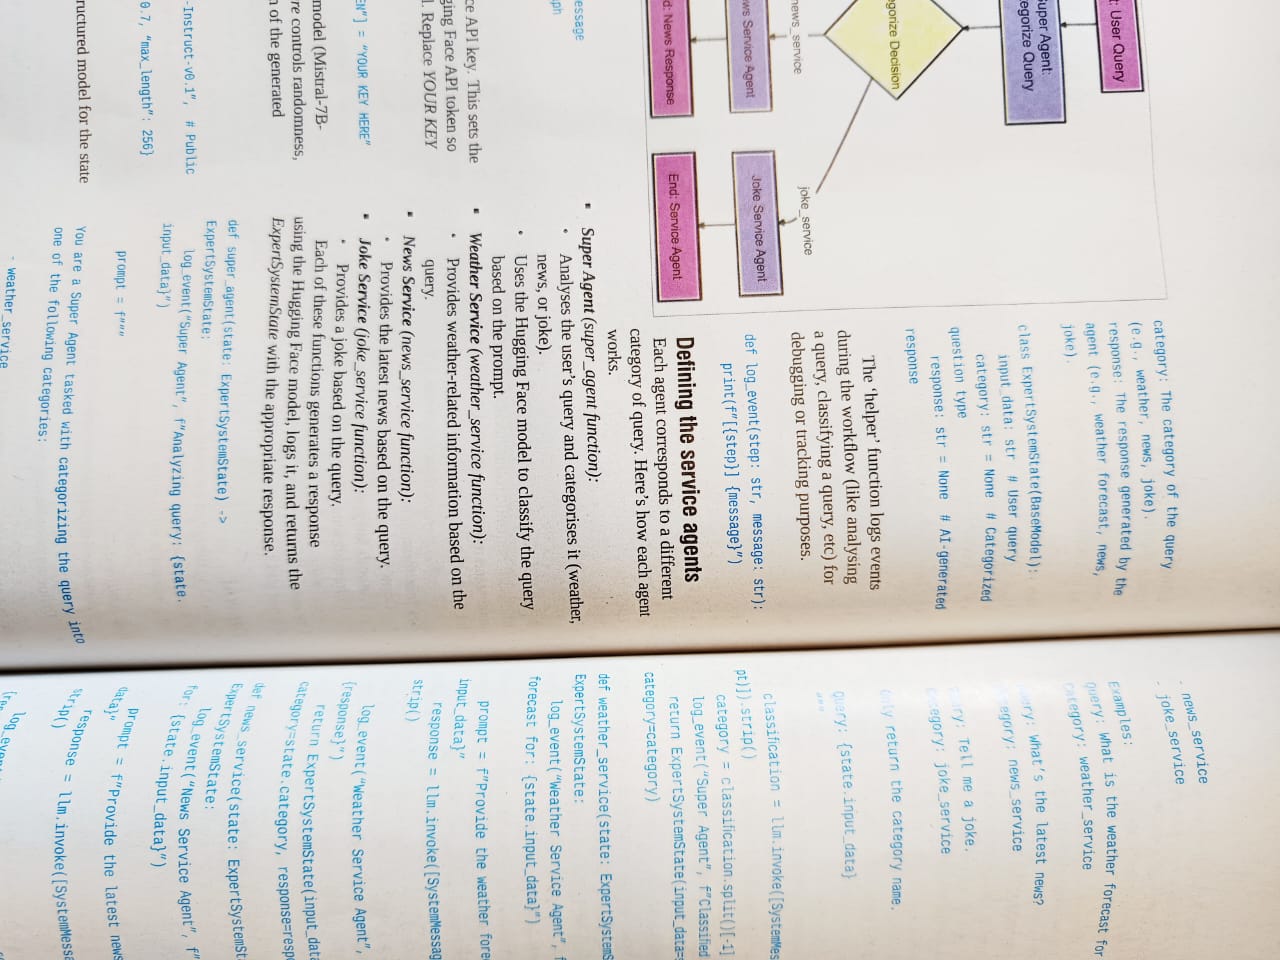 : User Query
Super Agent:
egorize Query
egorize Decision
news_service
joke_service
ws Service Agent
Joke Service Agent
d: News Response
End: Service Agent
essage
ph
ce API key. This sets the
ging Face API token so
l. Replace YOUR KEY
EN"] = "YOUR KEY HERE"
model (Mistral-7B-
re controls randomness,
n of the generated
-Instruct-v0.1", # Public
0.7, "max_length": 256}
ructured model for the state
category: The category of the query
(e.g., weather, news, joke).
response: The response generated by the
agent (e.g., weather forecast, news,
joke).
class ExpertSystemState(BaseModel):
input_data: str # User query
category: str = None # Categorized
question type
response: str = None # AI-generated
response
The 'helper' function logs events
during the workflow (like analysing
a query, classifying a query, etc) for
debugging or tracking purposes.
def log_event(step: str, message: str):
print(f"[{step}] {message}")
Defining the service agents
Each agent corresponds to a different
category of query. Here's how each agent
works.
▪ Super Agent (super_agent function):
• Analyses the user's query and categorises it (weather,
news, or joke).
• Uses the Hugging Face model to classify the query
based on the prompt.
▪ Weather Service (weather_service function):
• Provides weather-related information based on the
query.
▪ News Service (news_service function):
• Provides the latest news based on the query.
▪ Joke Service (joke_service function):
• Provides a joke based on the query.
Each of these functions generates a response
using the Hugging Face model, logs it, and returns the
ExpertSystemState with the appropriate response.
def super_agent(state: ExpertSystemState) ->
ExpertSystemState:
log_event("Super Agent", f"Analyzing query: {state.
input_data}")
prompt = f"""
You are a Super Agent tasked with categorizing the query into
one of the following categories:
- weather_service
- news_service
- joke_service
Examples:
Query: What is the weather forecast for
Category: weather_service
Query: What's the latest news?
Category: news_service
Query: Tell me a joke.
Category: joke_service
Only return the category name.
Query: {state.input_data}
"""
classification = llm.invoke([SystemMes
pt)]).strip()
category = classification.split()[-1]
log_event("Super Agent", f"Classified
return ExpertSystemState(input_data=s
category=category)
def weather_service(state: ExpertSystemS
ExpertSystemState:
log_event("Weather Service Agent", f
forecast for: {state.input_data}")
prompt = f"Provide the weather fore
input_data}"
response = llm.invoke([SystemMessag
strip()
log_event("Weather Service Agent",
{response}")
return ExpertSystemState(input_data
category=state.category, response=resp
def news_service(state: ExpertSystemSt
ExpertSystemState:
log_event("News Service Agent", f"
for: {state.input_data}")
prompt = f"Provide the latest news
data}"
response = llm.invoke([SystemMessa
strip()